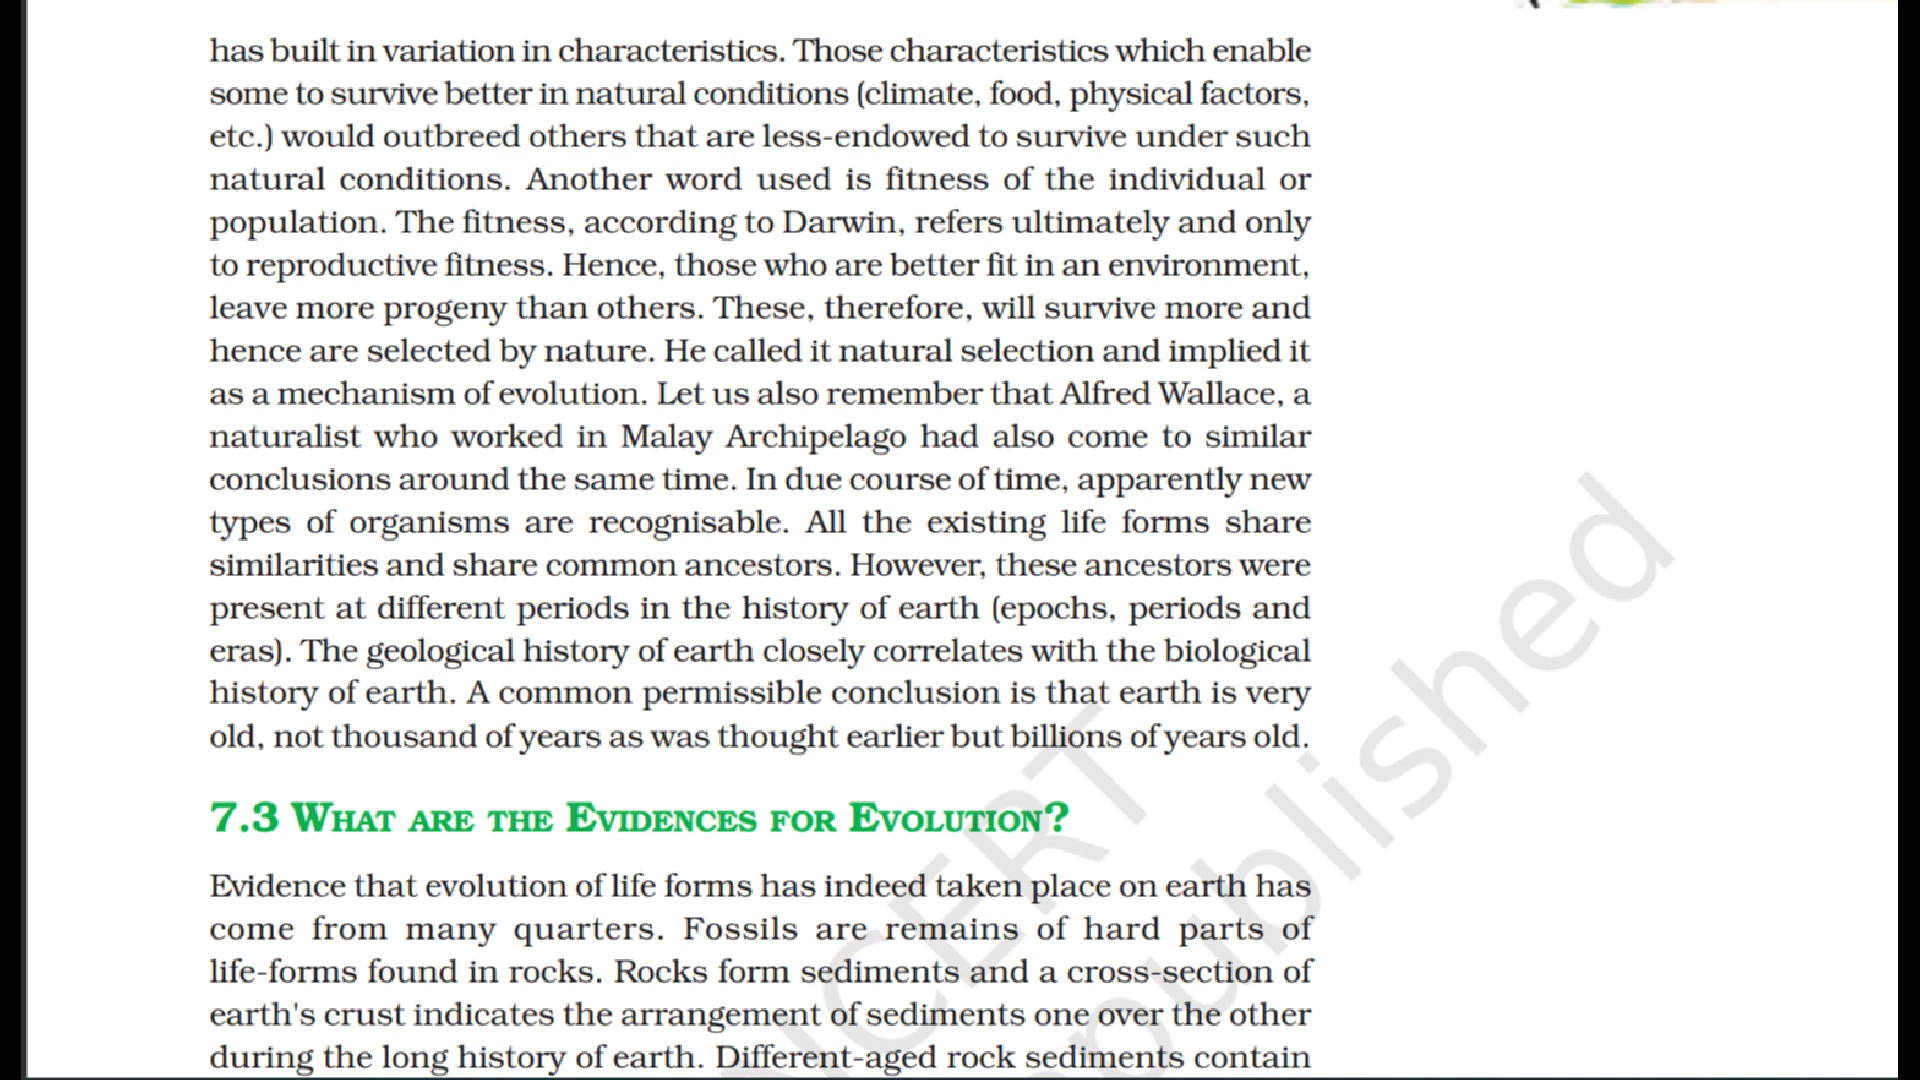 has built in variation in characteristics. Those characteristics which enable
some to survive better in natural conditions (climate, food, physical factors,
etc.) would outbreed others that are less-endowed to survive under such
natural conditions. Another word used is fitness of the individual or
population. The fitness, according to Darwin, refers ultimately and only
to reproductive fitness. Hence, those who are better fit in an environment,
leave more progeny than others. These, therefore, will survive more and
hence are selected by nature. He called it natural selection and implied it
as a mechanism of evolution. Let us also remember that Alfred Wallace, a
naturalist who worked in Malay Archipelago had also come to similar
conclusions around the same time. In due course of time, apparently new
types of organisms are recognisable. All the existing life forms share
similarities and share common ancestors. However, these ancestors were
present at different periods in the history of earth (epochs, periods and
eras). The geological history of earth closely correlates with the biological
history of earth. A common permissible conclusion is that earth is very
old, not thousand of years as was thought earlier but billions of years old.
7.3 What are the Evidences for Evolution?
Evidence that evolution of life forms has indeed taken place on earth has
come from many quarters. Fossils are remains of hard parts of
life-forms found in rocks. Rocks form sediments and a cross-section of
earth's crust indicates the arrangement of sediments one over the other
during the long history of earth. Different-aged rock sediments contain
NCERT
published